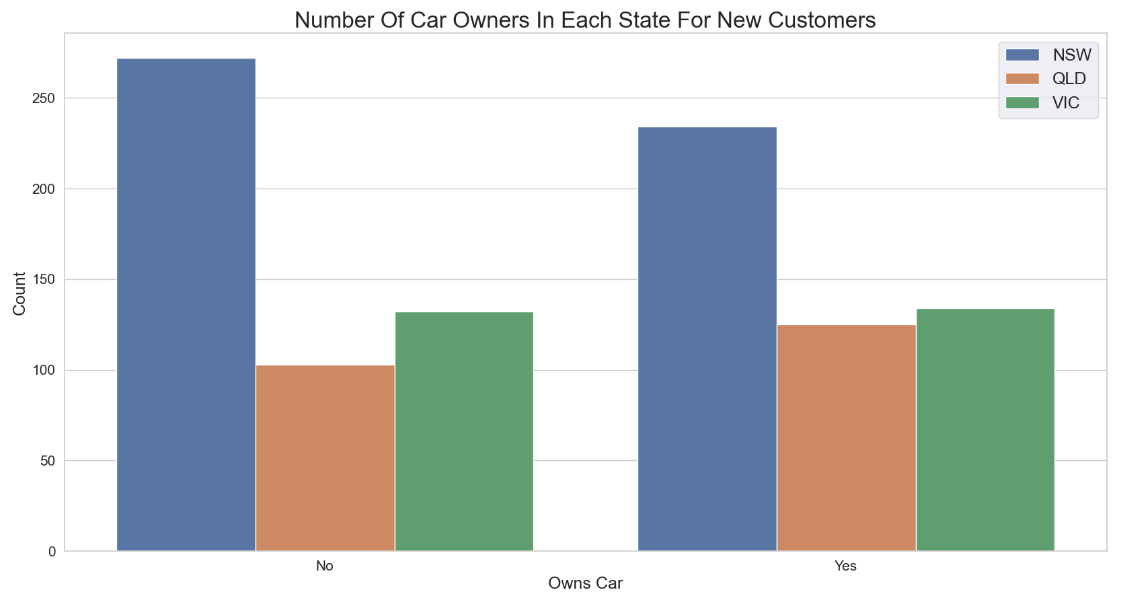 Number Of Car Owners In Each State For New Customers
NSW
QLD
VIC
250
200
150
100
50
0
Count
No
Yes
Owns Car